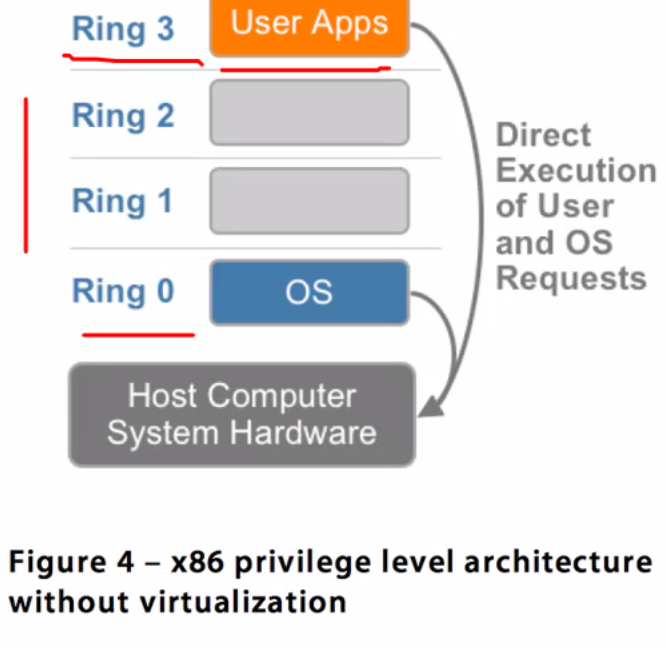 Ring 3
User Apps
Ring 2
Ring 1
Ring 0
OS
Direct
Execution
of User
and OS
Requests
Host Computer
System Hardware
Figure 4 – x86 privilege level architecture
without virtualization